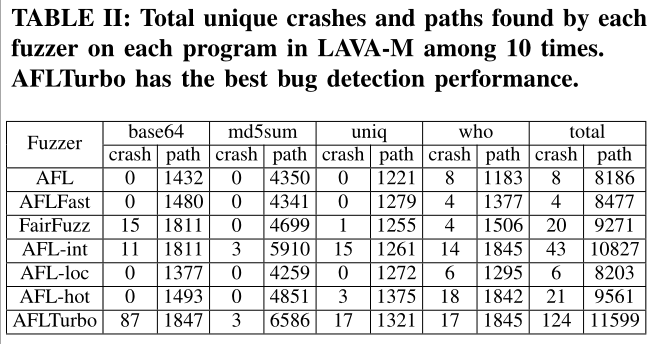 TABLE II: Total unique crashes and paths found by each
fuzzer on each program in LAVA-M among 10 times.
AFLTurbo has the best bug detection performance.
Fuzzer base64 md5sum uniq who total
crash path crash path crash path crash path crash path
AFL 0 1432 0 4350 0 1221 8 1183 8 8186
AFLFast 0 1480 0 4341 0 1279 4 1377 4 8477
FairFuzz 15 1811 0 4699 1 1255 4 1506 20 9271
AFL-int 11 1811 3 5910 15 1261 14 1845 43 10827
AFL-loc 0 1377 0 4259 0 1272 6 1295 6 8203
AFL-hot 0 1493 0 4851 3 1375 18 1842 21 9561
AFLTurbo 87 1847 3 6586 17 1321 17 1845 124 11599